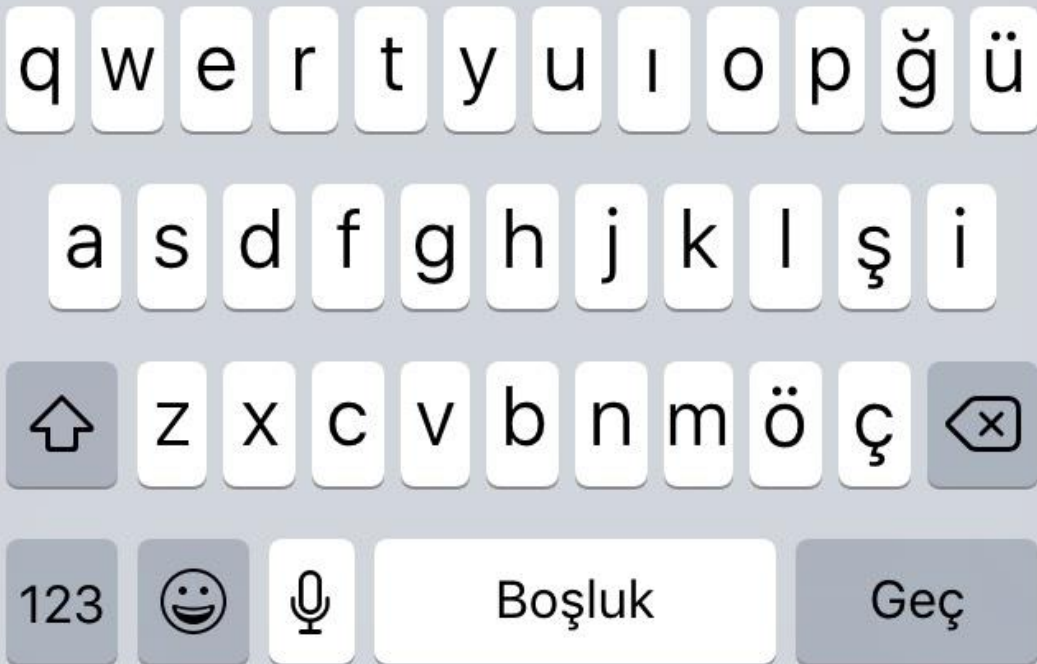 q w e r t y u ı o p ğ ü
a s d f g h j k l ş i
z x c v b n m ö ç
123 Boşluk Geç